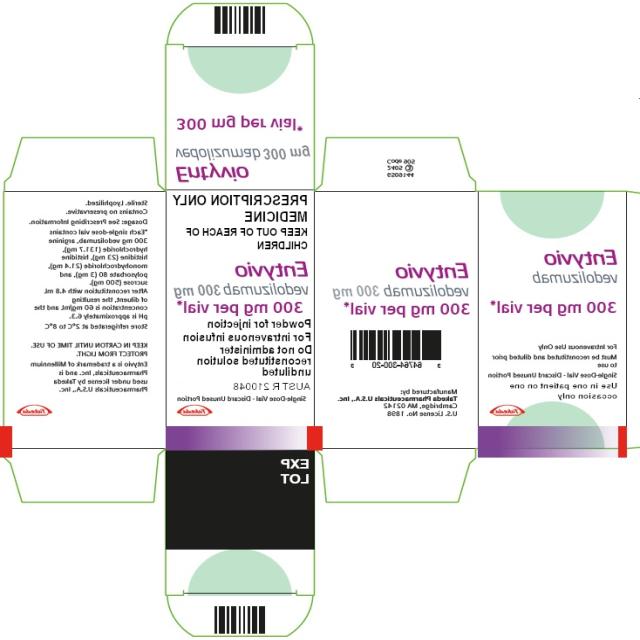 300 mg per vial*
vedolizumab 300 mg
Entyvio
PRESCRIPTION ONLY
MEDICINE
KEEP OUT OF REACH OF
CHILDREN
Entyvio
vedolizumab 300 mg
300 mg per vial*
Powder for injection
For intravenous infusion
Do not administer
reconstituted solution
undiluted
AUST R 210048
Single-Dose Vial - Discard Unused Portion
EXP
LOT
Sterile. Lyophilized.
Contains no preservative.
Dosage: See Prescribing Information.
*Each single-dose vial contains
300 mg vedolizumab, arginine
hydrochloride (131.7 mg),
histidine (23 mg), histidine
monohydrochloride (21.4 mg),
polysorbate 80 (3 mg), and
sucrose (500 mg).
After reconstitution with 4.8 mL
of diluent, the resulting
concentration is 60 mg/mL and the
pH is approximately 6.3.
Store refrigerated at 2°C to 8°C
KEEP IN CARTON UNTIL TIME OF USE.
PROTECT FROM LIGHT.
Entyvio is a trademark of Millennium
Pharmaceuticals, Inc. and is
used under license by Takeda
Pharmaceuticals U.S.A., Inc.
Takeda
Code 905
Entyvio
vedolizumab 300 mg
300 mg per vial*
64764-300-20
Manufactured by:
Takeda Pharmaceuticals U.S.A., Inc.
Cambridge, MA 02142
U.S. License No. 1898
Entyvio
vedolizumab
300 mg per vial*
For Intravenous Use Only
Must be reconstituted and diluted prior
to use
Single-Dose Vial - Discard Unused Portion
Use in one patient on one
occasion only
Takeda